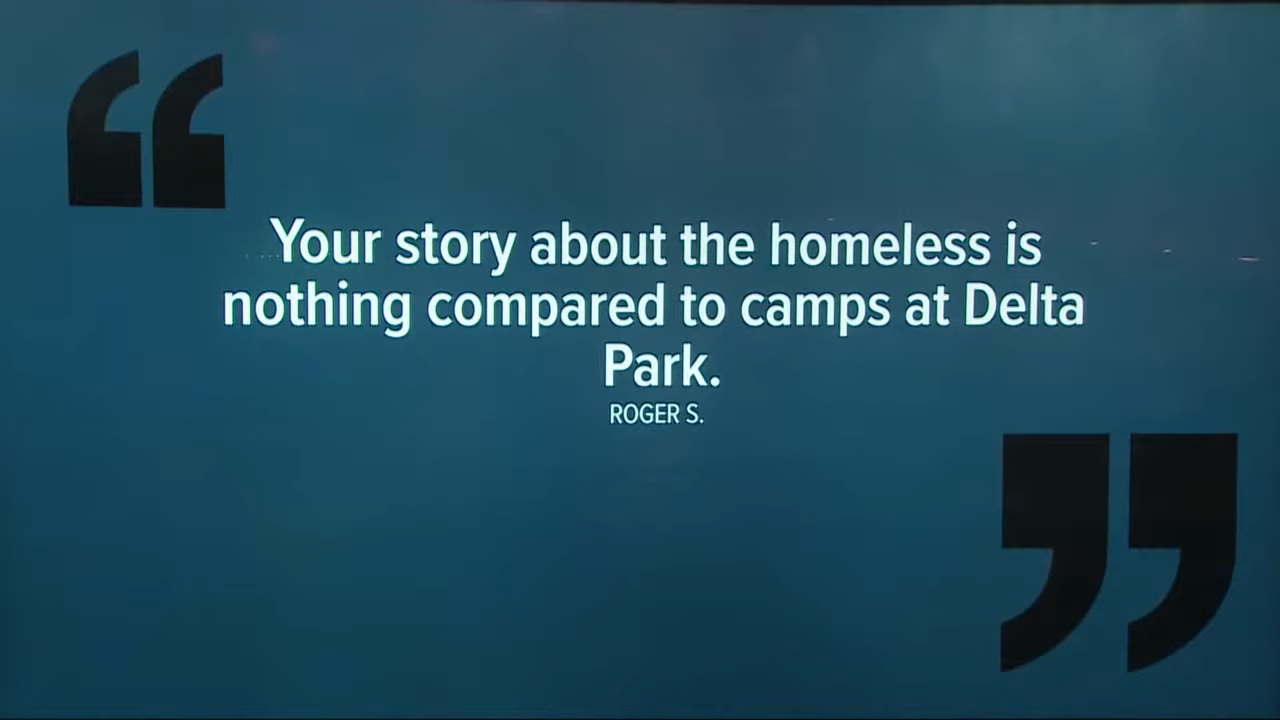 Your story about the homeless is
nothing compared to camps at Delta
Park.
ROGER S.